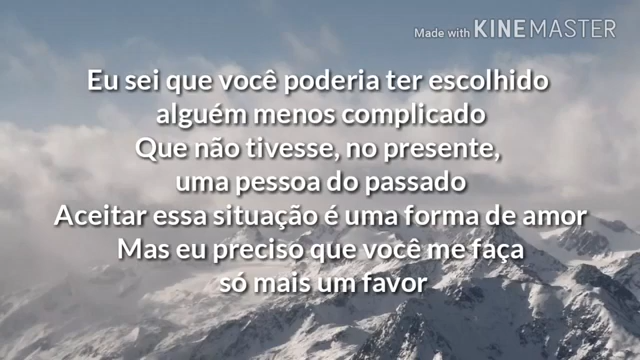 Made with KINEMASTER
Eu sei que você poderia ter escolhido
alguém menos complicado
Que não tivesse, no presente,
uma pessoa do passado
Aceitar essa situação é uma forma de amor
Mas eu preciso que você me faça
só mais um favor